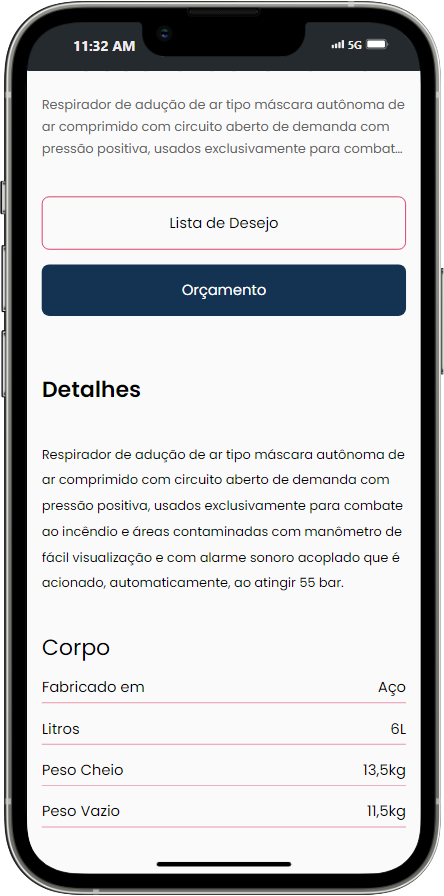 11:32 AM 5G
Respirador de adução de ar tipo máscara autônoma de
ar comprimido com circuito aberto de demanda com
pressão positiva, usados exclusivamente para combat...
Lista de Desejo
Orçamento
Detalhes
Respirador de adução de ar tipo máscara autônoma de
ar comprimido com circuito aberto de demanda com
pressão positiva, usados exclusivamente para combate
ao incêndio e áreas contaminadas com manômetro de
fácil visualização e com alarme sonoro acoplado que é
acionado, automaticamente, ao atingir 55 bar.
Corpo
Fabricado em Aço
Litros 6L
Peso Cheio 13,5kg
Peso Vazio 11,5kg